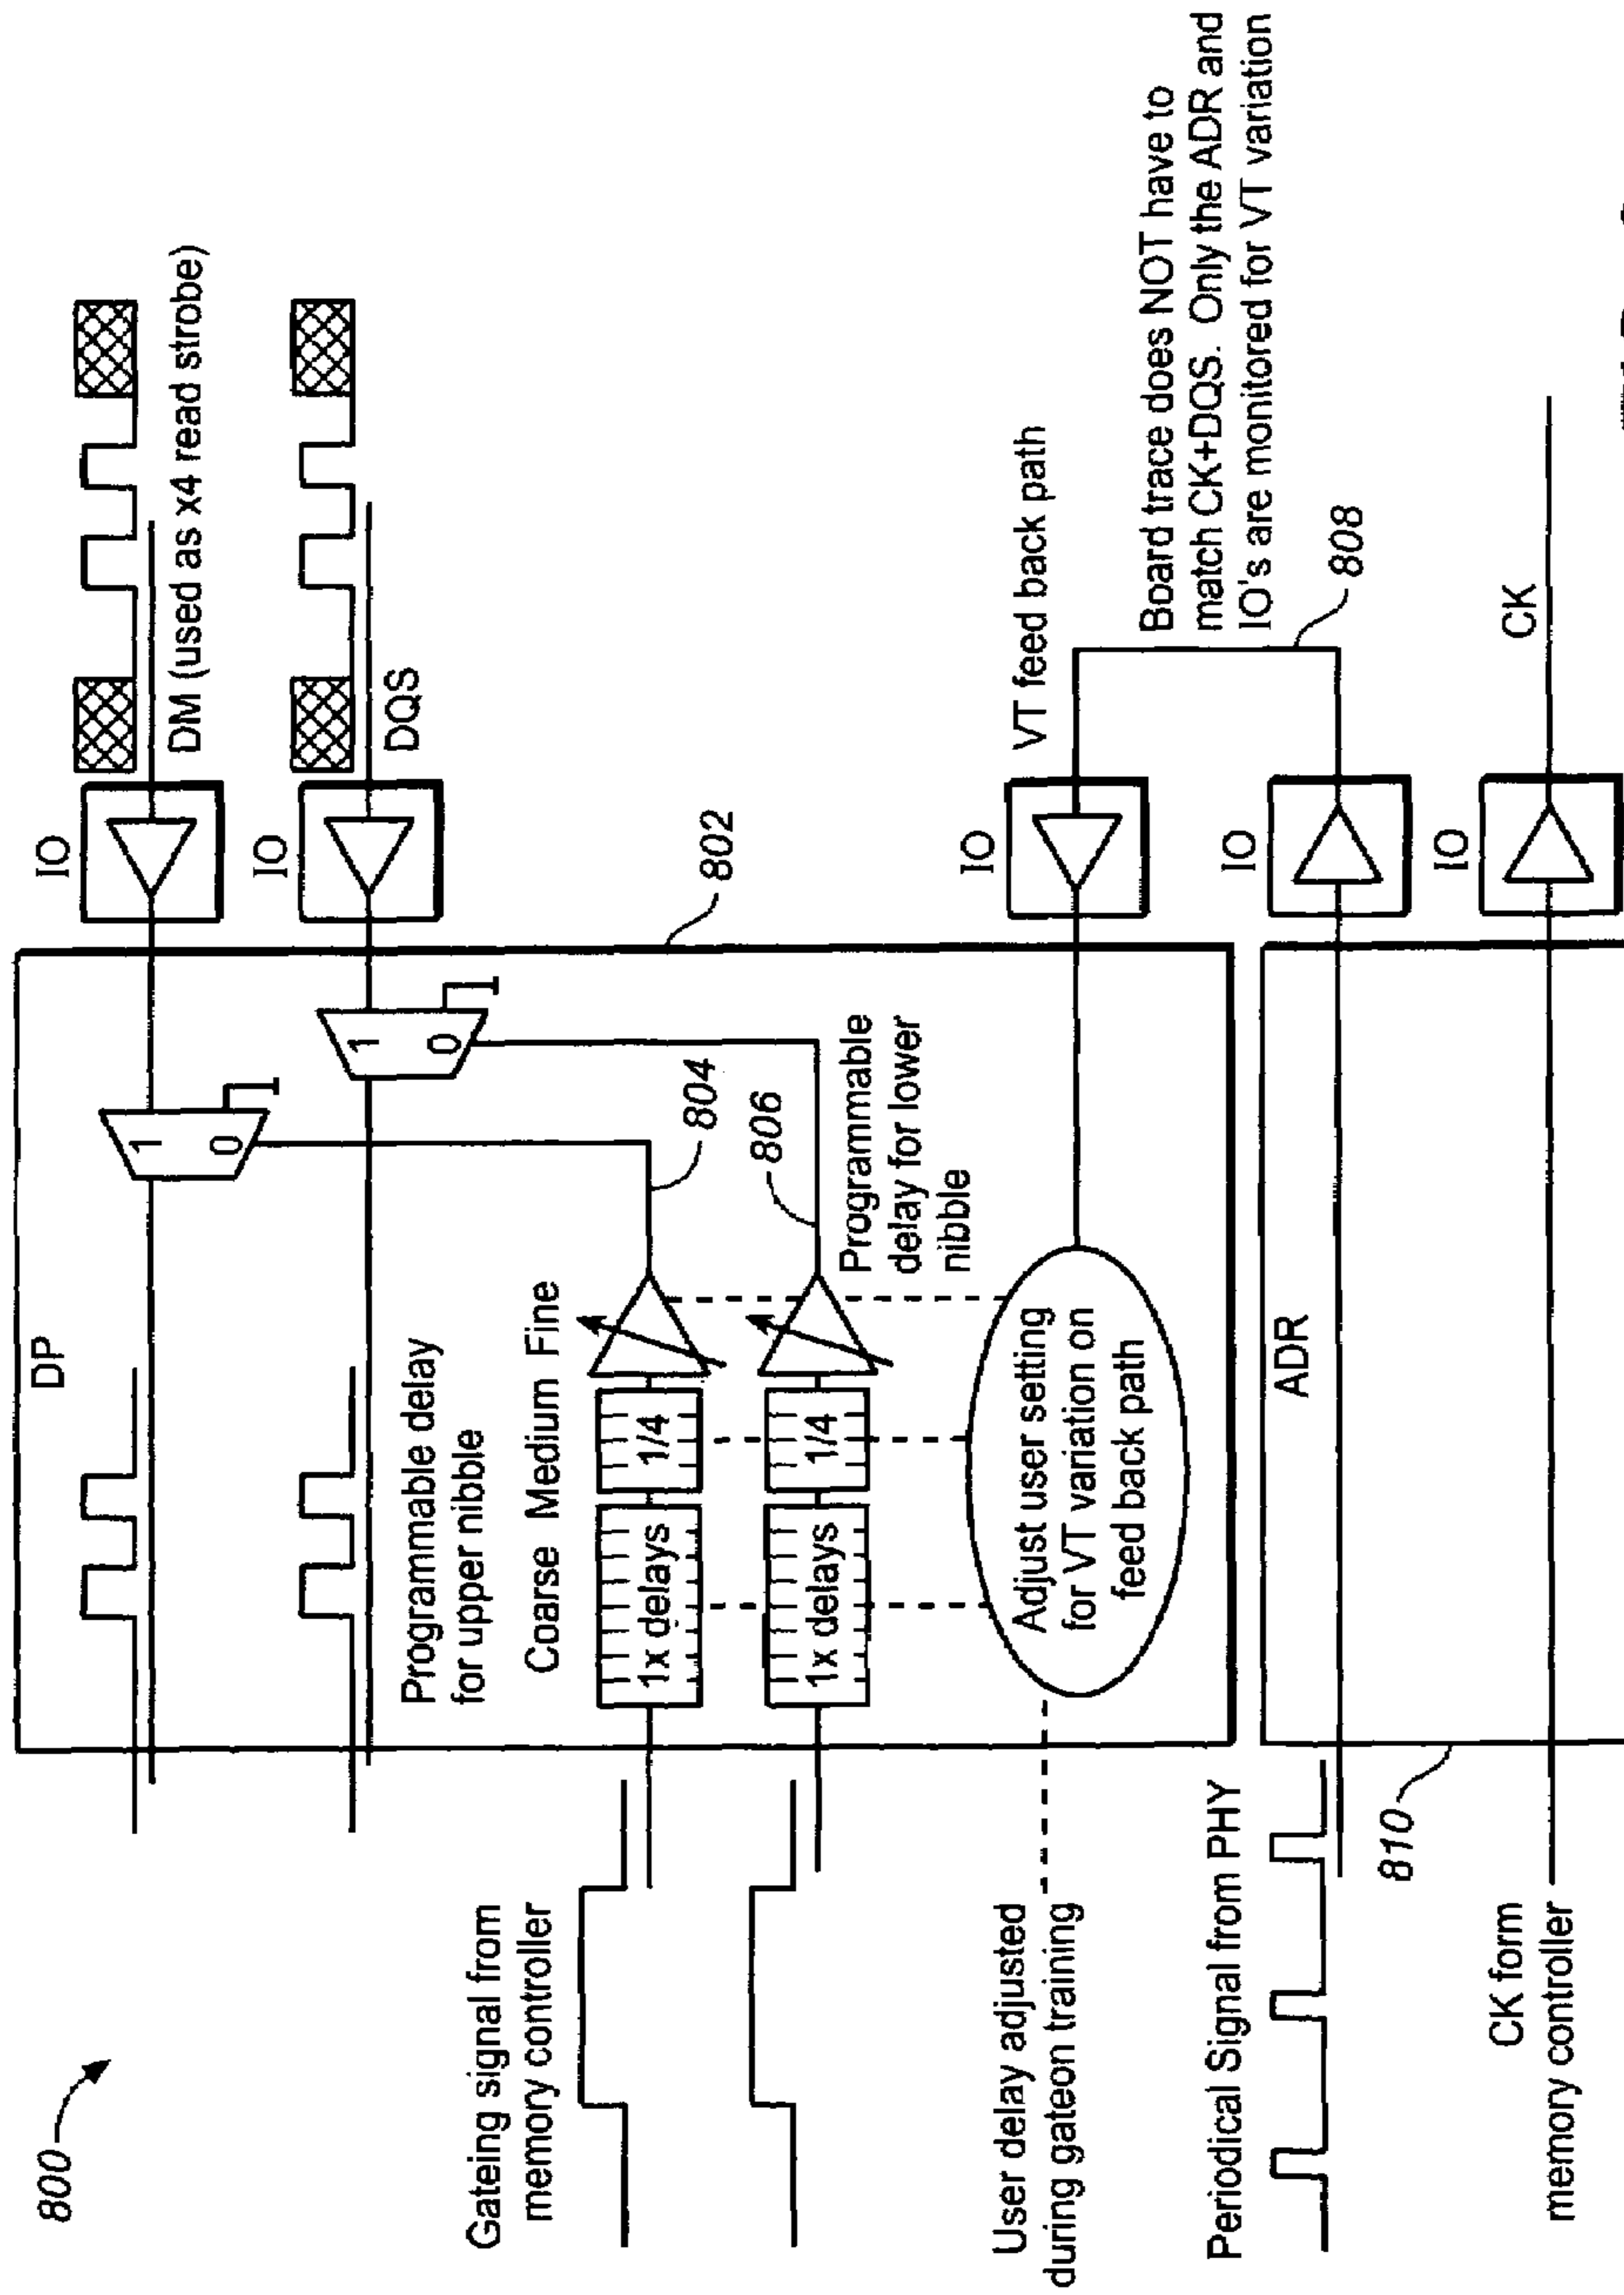 800
DP
IO
DM (used as x4 read strobe)
1
0
IO
DQS
1
0
802
Programmable delay
for upper nibble
Coarse Medium Fine
Gateing signal from
memory controller
1x delays
1/4
804
1x delays
1/4
806
Programmable
delay for lower
nibble
User delay adjusted
during gateon training
Adjust user setting
for VT variation on
feed back path
IO
VT feed back path
Board trace does NOT have to
match CK+DQS. Only the ADR and
IO's are monitored for VT variation
808
Periodical Signal from PHY
ADR
IO
810
CK form
memory controller
IO
CK